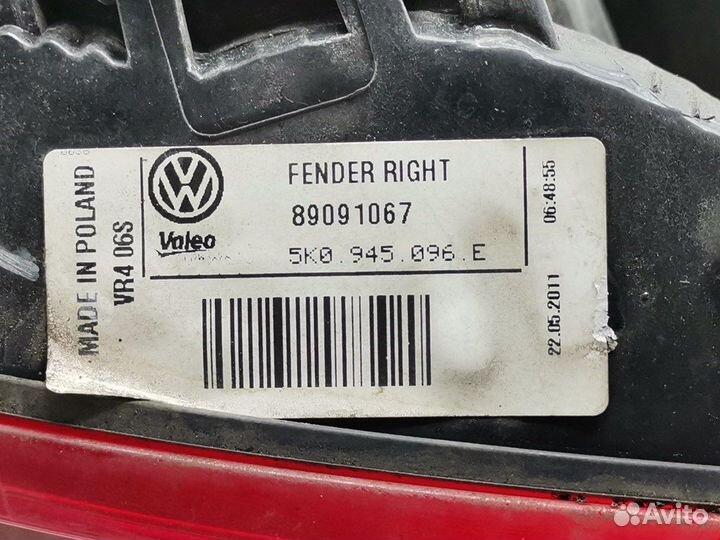 FENDER RIGHT
89091067
5K0.945.096.E
Valeo
MADE IN POLAND
VR4 06S
22.05.2011 06:48:55
Avito